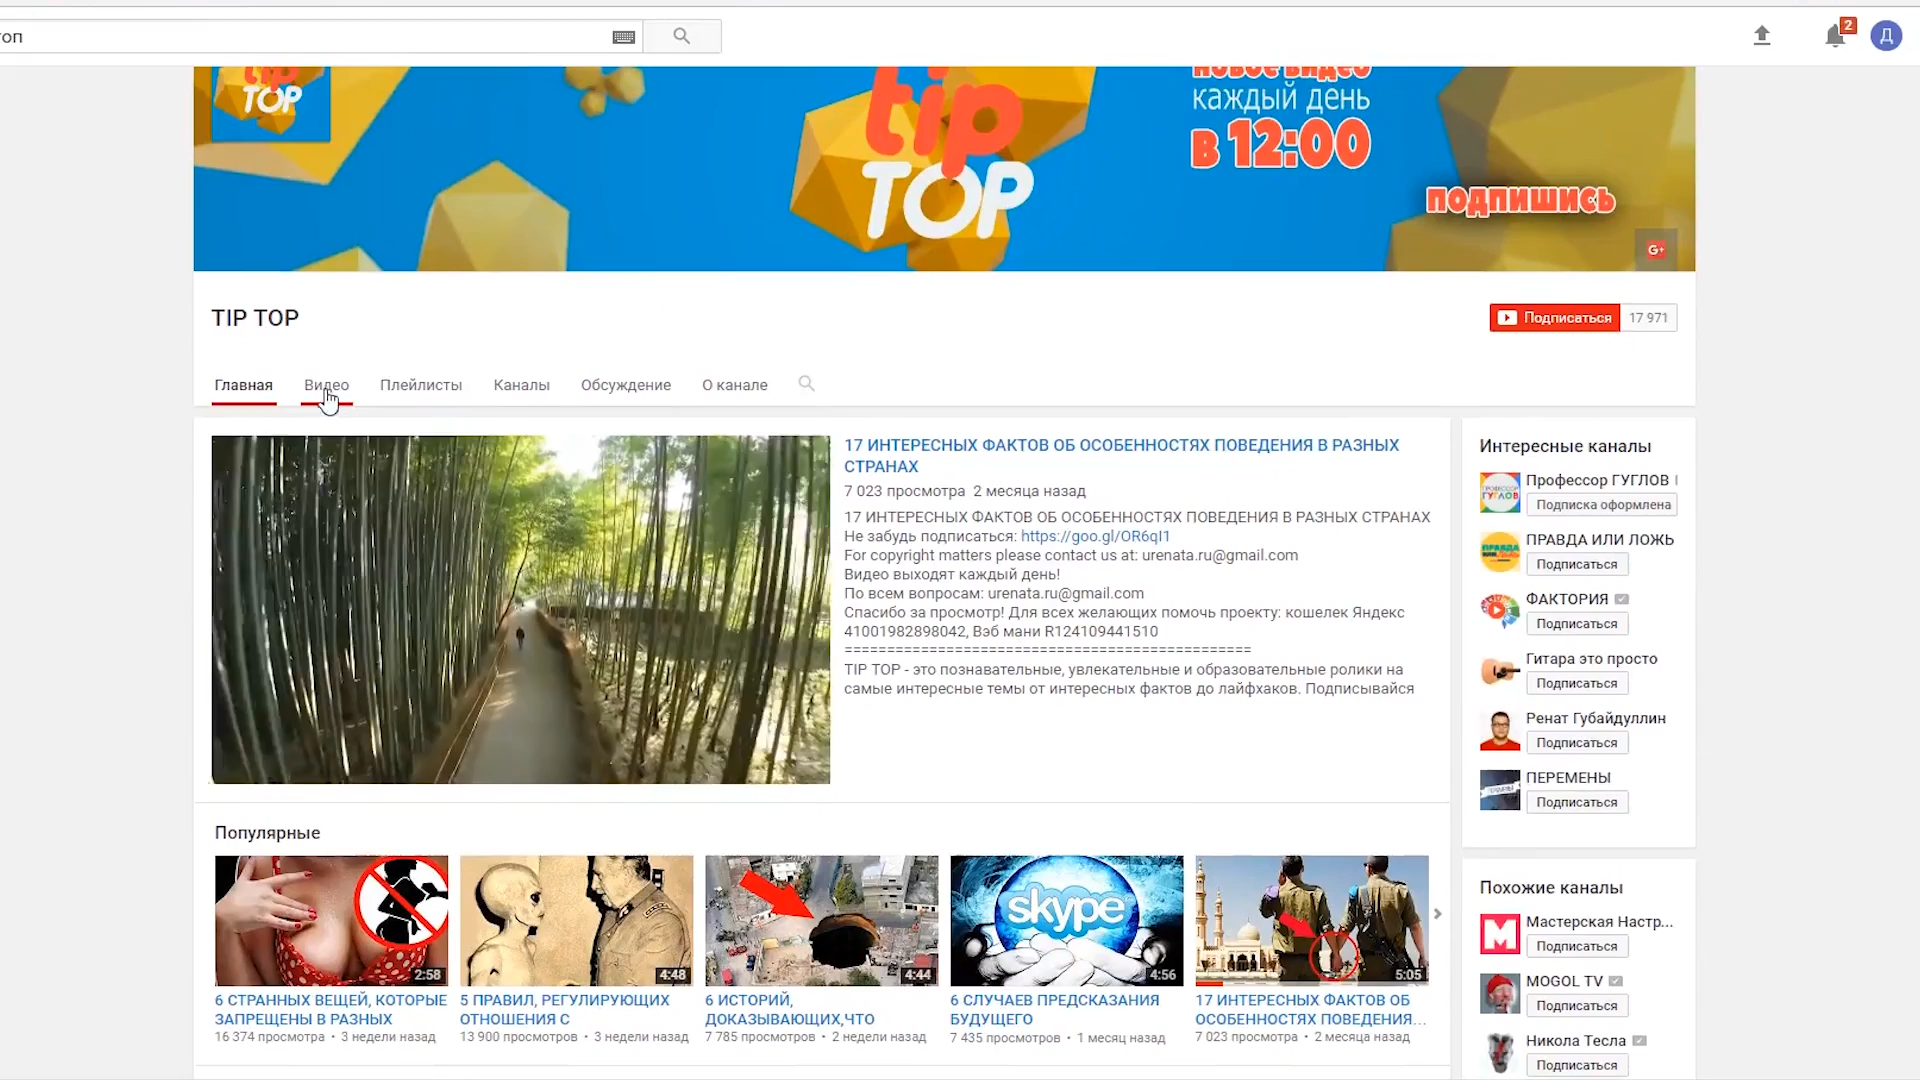 топ
2
Д
tip
TOP
tip
TOP
новое видео
каждый день
в 12:00
подпишись
G+
TIP TOP
Подписаться
17 971
Главная
Видео
Плейлисты
Каналы
Обсуждение
О канале
17 ИНТЕРЕСНЫХ ФАКТОВ ОБ ОСОБЕННОСТЯХ ПОВЕДЕНИЯ В РАЗНЫХ
СТРАНАХ
7 023 просмотра 2 месяца назад
17 ИНТЕРЕСНЫХ ФАКТОВ ОБ ОСОБЕННОСТЯХ ПОВЕДЕНИЯ В РАЗНЫХ СТРАНАХ
Не забудь подписаться: https://goo.gl/OR6qI1
For copyright matters please contact us at: urenata.ru@gmail.com
Видео выходят каждый день!
По всем вопросам: urenata.ru@gmail.com
Спасибо за просмотр! Для всех желающих помочь проекту: кошелек Яндекс
41001982898042, Вэб мани R124109441510
================================================
TIP TOP - это познавательные, увлекательные и образовательные ролики на
самые интересные темы от интересных фактов до лайфхаков. Подписывайся
Интересные каналы
ПРОФЕССОР
ГУГЛОВ
Профессор ГУГЛОВ
Подписка оформлена
ПРАВДА ИЛИ ЛОЖЬ
Подписаться
ФАКТОРИЯ
Подписаться
Гитара это просто
Подписаться
Ренат Губайдуллин
Подписаться
ПЕРЕМЕНЫ
Подписаться
Популярные
2:58
4:48
4:44
skype
4:56
5:05
6 СТРАННЫХ ВЕЩЕЙ, КОТОРЫЕ
ЗАПРЕЩЕНЫ В РАЗНЫХ
16 374 просмотра • 3 недели назад
5 ПРАВИЛ, РЕГУЛИРУЮЩИХ
ОТНОШЕНИЯ С
13 900 просмотров • 3 недели назад
6 ИСТОРИЙ,
ДОКАЗЫВАЮЩИХ,ЧТО
7 785 просмотров • 2 недели назад
6 СЛУЧАЕВ ПРЕДСКАЗАНИЯ
БУДУЩЕГО
7 435 просмотров • 1 месяц назад
17 ИНТЕРЕСНЫХ ФАКТОВ ОБ
ОСОБЕННОСТЯХ ПОВЕДЕНИЯ...
7 023 просмотра • 2 месяца назад
Похожие каналы
M
Мастерская Настр...
Подписаться
MOGOL TV
Подписаться
Никола Тесла
Подписаться